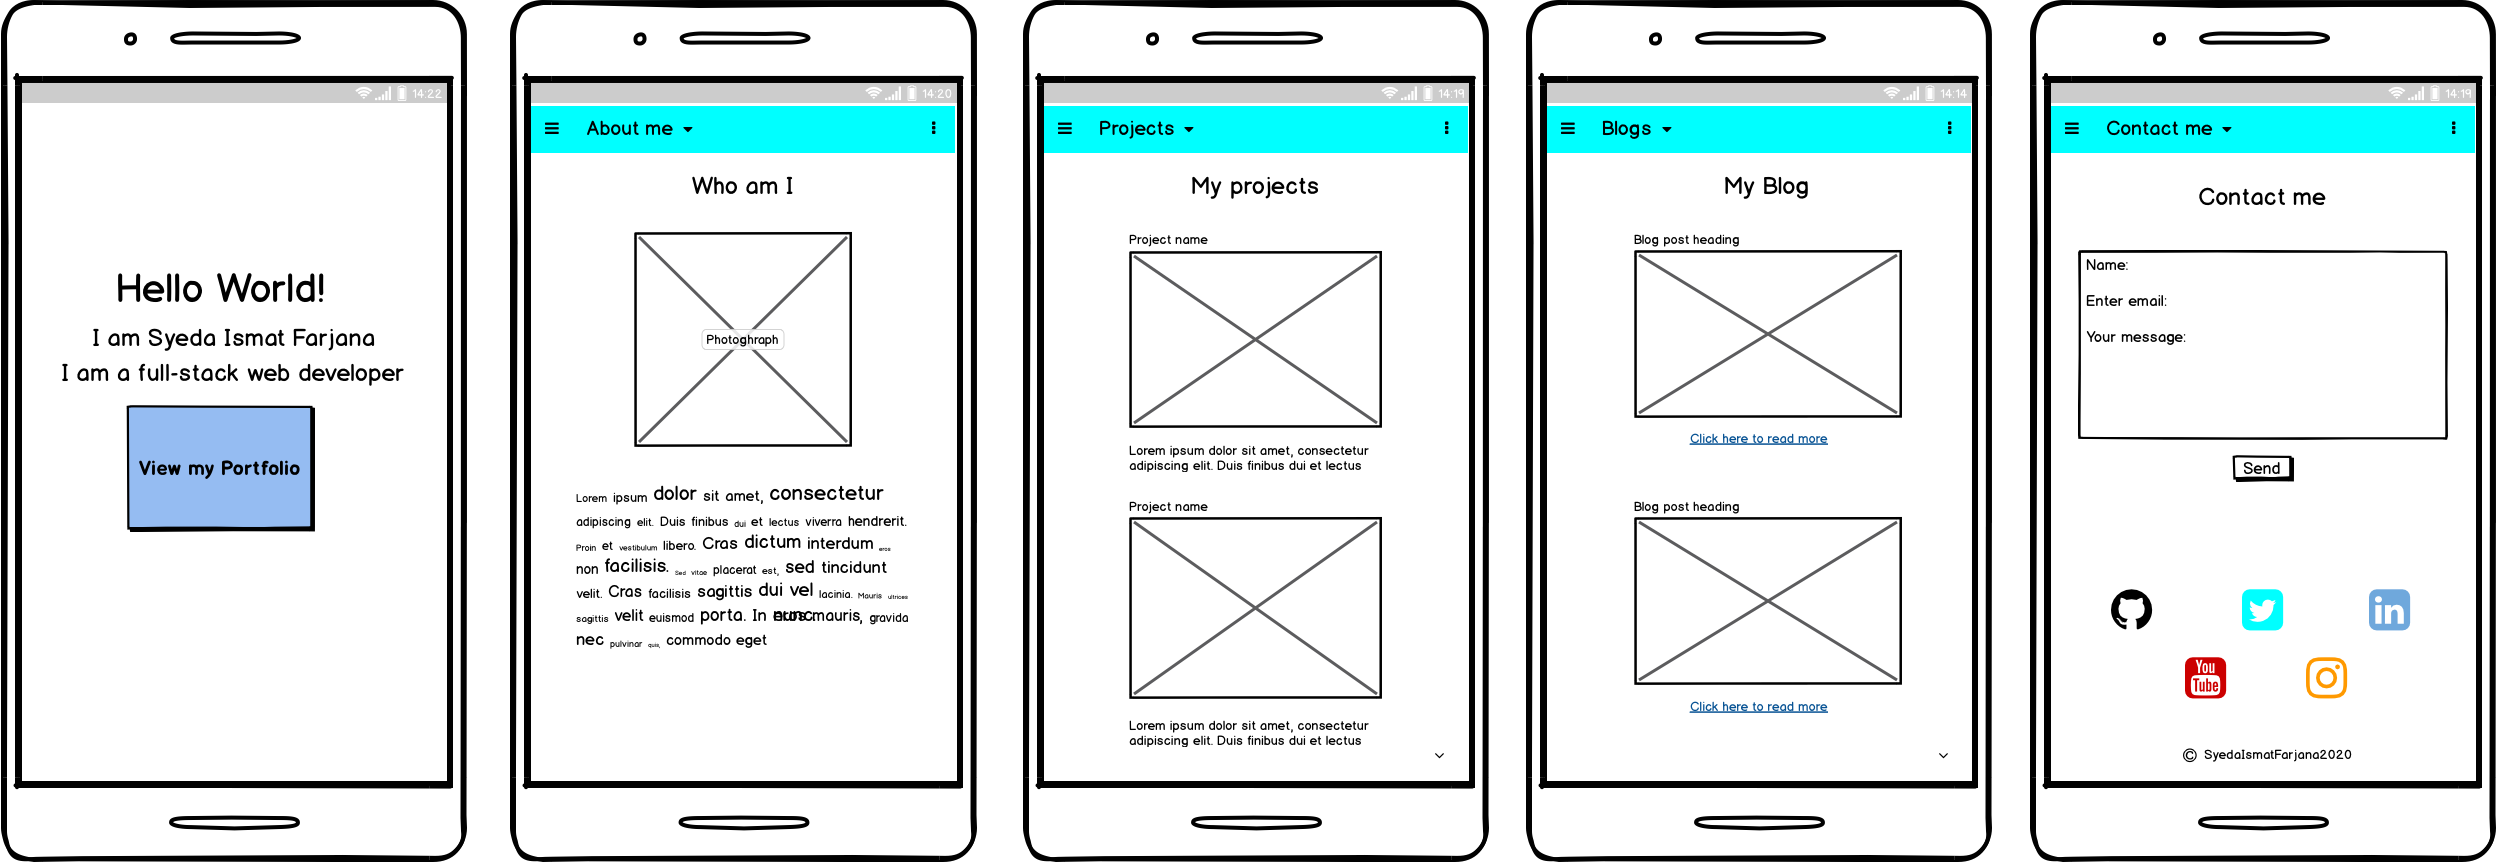 14:22
Hello World!
I am Syeda Ismat Farjana
I am a full-stack web developer
View my Portfolio
14:20
About me
Who am I
Photoghraph
Lorem ipsum dolor sit amet, consectetur
adipiscing elit. Duis finibus dui et lectus viverra hendrerit.
Proin et vestibulum libero. Cras dictum interdum eros
non facilisis. Sed vitae placerat est, sed tincidunt
velit. Cras facilisis sagittis dui vel lacinia. Mauris ultrices
sagittis velit euismod porta. In mauris, gravida
nec pulvinar quis, commodo eget
14:19
Projects
My projects
Project name
Lorem ipsum dolor sit amet, consectetur
adipiscing elit. Duis finibus dui et lectus
Project name
Lorem ipsum dolor sit amet, consectetur
adipiscing elit. Duis finibus dui et lectus
14:14
Blogs
My Blog
Blog post heading
Click here to read more
Blog post heading
Click here to read more
14:19
Contact me
Contact me
Name:
Enter email:
Your message:
Send
in
You
Tube
© SyedaIsmatFarjana2020